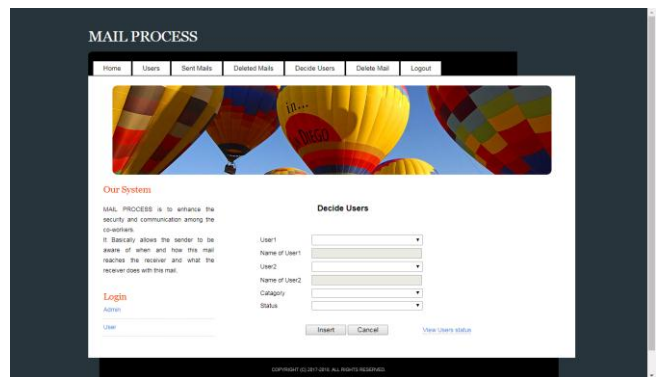 MAIL PROCESS
Home Users Sent Mails Deleted Mails Decide Users Delete Mail Logout
in...
DIEGO
Our System
MAIL PROCESS is to enhance the
security and communication among the
co-workers.
It Basically allows the sender to be
aware of when and how this mail
reaches the receiver and what the
receiver does with this mail.
Login
Admin
User
Decide Users
User1
Name of User1
User2
Name of User2
Catagory
Status
Insert Cancel View Users status
COPYRIGHT (C) 2017-2018. ALL RIGHTS RESERVED.